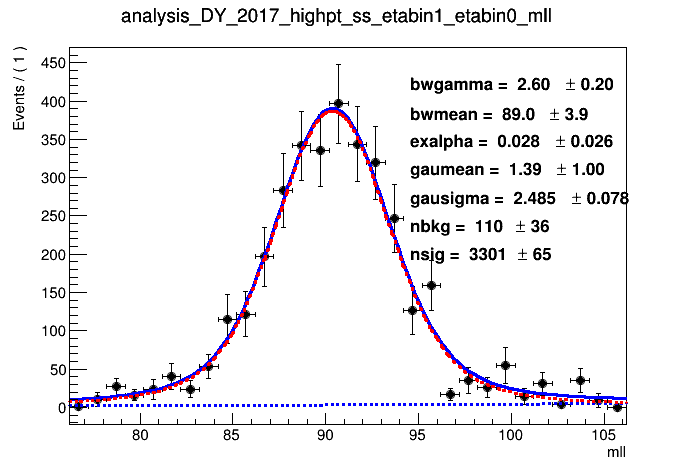 analysis_DY_2017_highpt_ss_etabin1_etabin0_mll
Events / ( 1 )
450
400
350
300
250
200
150
100
50
0
bwgamma = 2.60 ± 0.20
bwmean = 89.0 ± 3.9
exalpha = 0.028 ± 0.026
gaumean = 1.39 ± 1.00
gausigma = 2.485 ± 0.078
nbkg = 110 ± 36
nsig = 3301 ± 65
80 85 90 95 100 105
mll